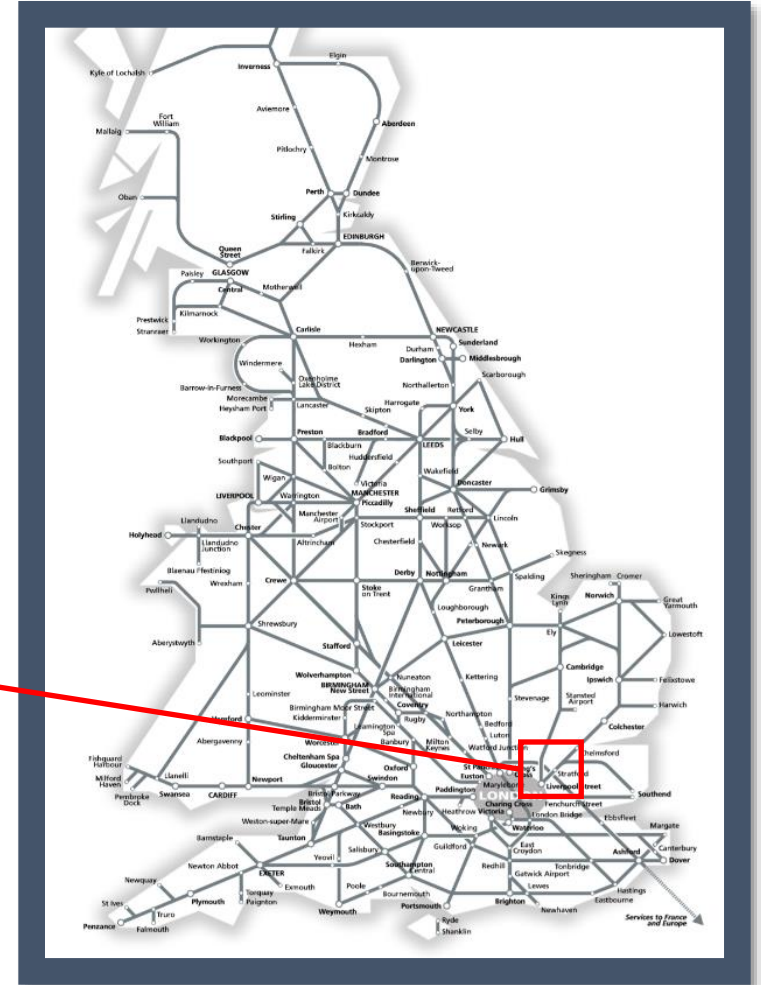 Elgin
Inverness
Kyle of Lochalsh
Aviemore
Fort
William
Aberdeen
Mallaig
Pitlochry
Montrose
Perth
Dundee
Oban
Stirling
Kirkcaldy
EDINBURGH
Queen
Street
Falkirk
Berwick-
upon-Tweed
Paisley
GLASGOW
Central
Motherwell
Prestwick
Kilmarnock
Stranraer
Carlisle
NEWCASTLE
Workington
Hexham
Durham
Sunderland
Darlington
Middlesbrough
Windermere
Scarborough
Oxenholme
Lake District
Barrow-in-Furness
Northallerton
Morecambe
Heysham Port
Lancaster
Harrogate
Skipton
York
Blackpool
Preston
Bradford
LEEDS
Selby
Hull
Blackburn
Huddersfield
Southport
Bolton
Wakefield
Wigan
Victoria
Doncaster
LIVERPOOL
Warrington
MANCHESTER
Piccadilly
Grimsby
Manchester
Airport
Sheffield
Retford
Lincoln
Llandudno
Chester
Stockport
Worksop
Holyhead
Llandudno
Junction
Altrincham
Chesterfield
Newark
Skegness
Blaenau Ffestiniog
Wrexham
Crewe
Stoke
on Trent
Derby
Nottingham
Grantham
Spalding
Sheringham
Cromer
Pwllheli
Kings
Lynn
Norwich
Great
Yarmouth
Loughborough
Peterborough
Aberystwyth
Shrewsbury
Stafford
Leicester
Ely
Lowestoft
Wolverhampton
Nuneaton
Kettering
Cambridge
BIRMINGHAM
New Street
Birmingham
International
Ipswich
Felixstowe
Leominster
Coventry
Stevenage
Stansted
Airport
Birmingham Moor Street
Rugby
Northampton
Harwich
Kidderminster
Bedford
Colchester
Hereford
Leamington
Spa
Luton
Abergavenny
Worcester
Banbury
Milton
Keynes
Watford Junction
Chelmsford
Fishguard
Harbour
Cheltenham Spa
Gloucester
Oxford
St Pancras
King's
Cross
Stratford
Milford
Haven
Llanelli
Newport
Swindon
Euston
Marylebone
Liverpool Street
Pembroke
Dock
Swansea
CARDIFF
Bristol Parkway
Reading
Paddington
LONDON
Southend
Bristol
Temple Meads
Bath
Newbury
Heathrow
Victoria
Charing Cross
Fenchurch Street
London Bridge
Ebbsfleet
Weston-super-Mare
Westbury
Basingstoke
Woking
Waterloo
Margate
Barnstaple
Taunton
Salisbury
Guildford
East
Croydon
Canterbury
Newton Abbot
Yeovil
Southampton
Central
Redhill
Gatwick Airport
Tonbridge
Ashford
Dover
Newquay
EXETER
Exmouth
Poole
Lewes
Hastings
St Ives
Plymouth
Torquay
Paignton
Bournemouth
Eastbourne
Truro
Weymouth
Portsmouth
Brighton
Newhaven
Penzance
Falmouth
Ryde
Shanklin
Services to France
and Europe